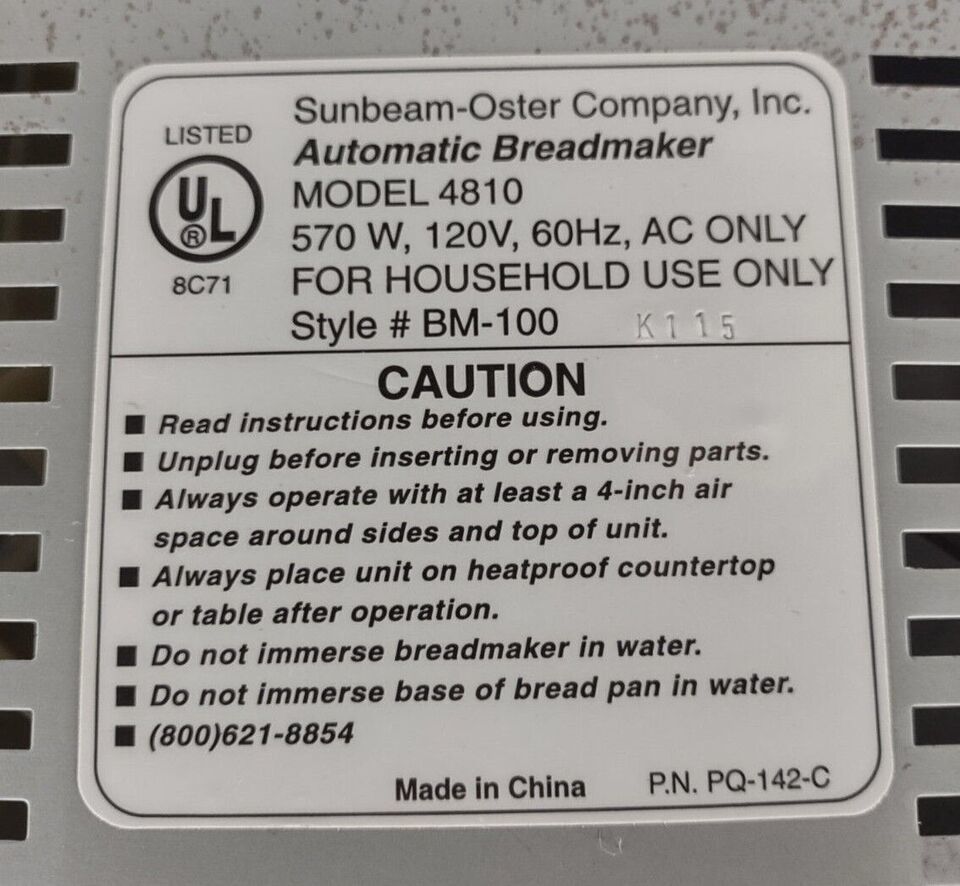 LISTED
UL
®
8C71
Sunbeam-Oster Company, Inc.
Automatic Breadmaker
MODEL 4810
570 W, 120V, 60Hz, AC ONLY
FOR HOUSEHOLD USE ONLY
Style # BM-100 K115
CAUTION
■ Read instructions before using.
■ Unplug before inserting or removing parts.
■ Always operate with at least a 4-inch air
space around sides and top of unit.
■ Always place unit on heatproof countertop
or table after operation.
■ Do not immerse breadmaker in water.
■ Do not immerse base of bread pan in water.
■ (800)621-8854
Made in China P.N. PQ-142-C